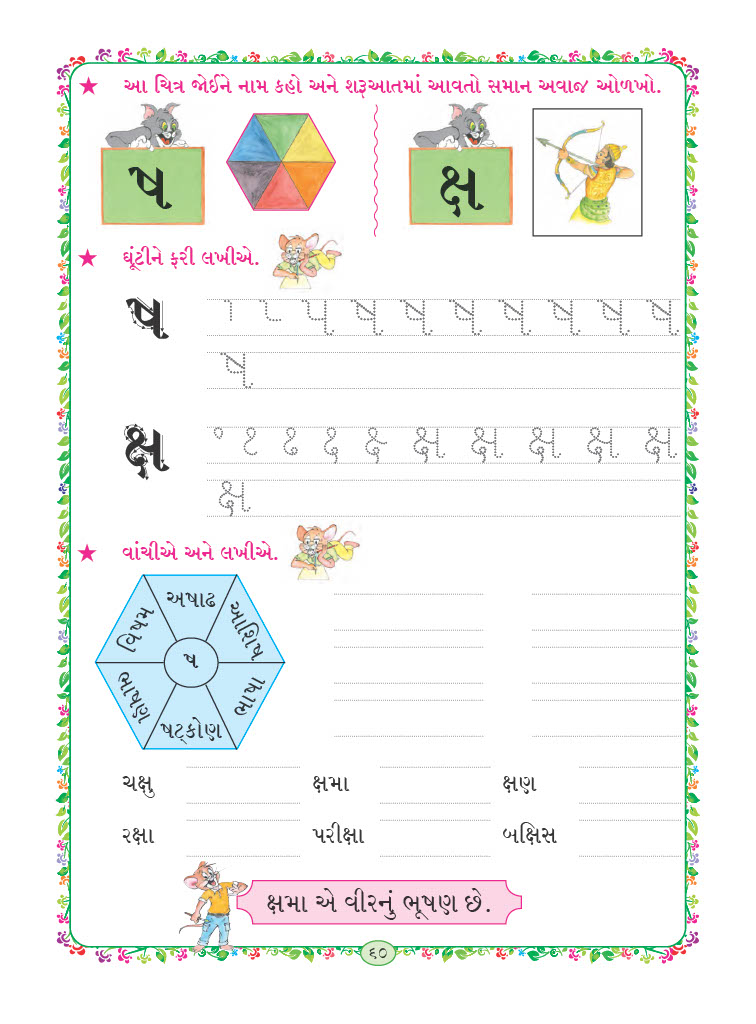 ★ આ ચિત્ર જોઈને નામ કહો અને શરૂઆતમાં આવતો સમાન અવાજ ઓળખો.
ષ ક્ષ
★ ઘૂંટીને ફરી લખીએ.
ષ ષ ષ ષ ષ ષ ષ ષ ષ
ષ
ક્ષ ક્ષ ક્ષ ક્ષ ક્ષ ક્ષ
ક્ષ
★ વાંચીએ અને લખીએ.
અષાઢ
આશિષ
ભાષા
ષટ્કોણ
ભાષણ
વિષમ
ષ
ચક્ષુ ક્ષમા ક્ષણ
રક્ષા પરીક્ષા બક્ષિસ
ક્ષમા એ વીરનું ભૂષણ છે.
૬૦